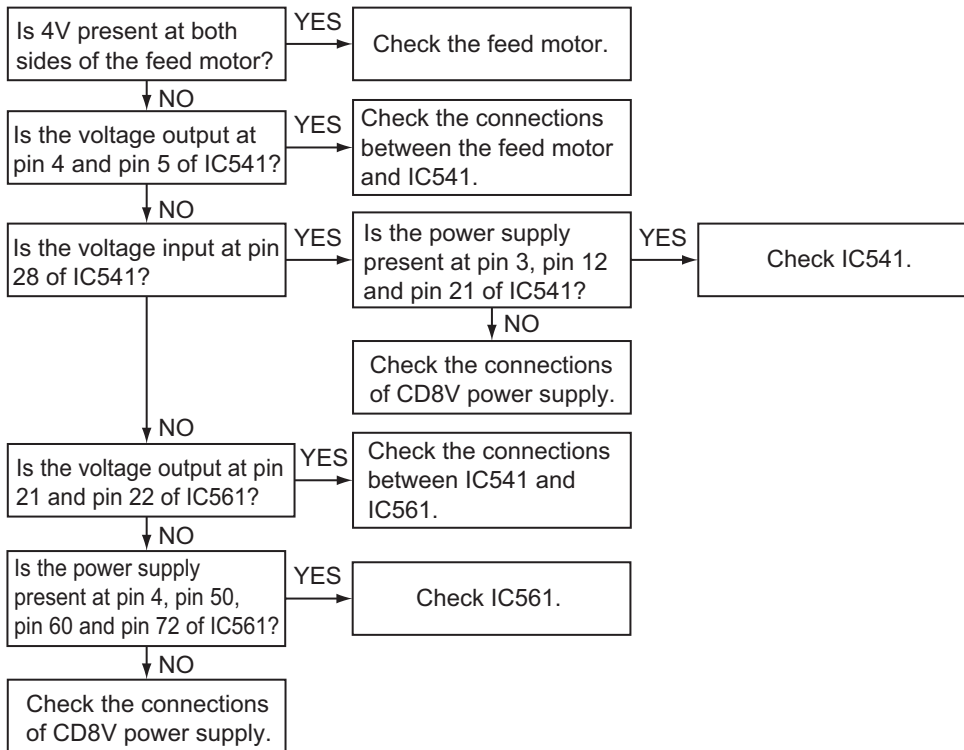 Is 4V present at both
sides of the feed motor?
YES
Check the feed motor.
NO
Is the voltage output at
pin 4 and pin 5 of IC541?
YES
Check the connections
between the feed motor
and IC541.
NO
Is the voltage input at pin
28 of IC541?
YES
Is the power supply
present at pin 3, pin 12
and pin 21 of IC541?
YES
Check IC541.
NO
Check the connections
of CD8V power supply.
NO
Is the voltage output at pin
21 and pin 22 of IC561?
YES
Check the connections
between IC541 and
IC561.
NO
Is the power supply
present at pin 4, pin 50,
pin 60 and pin 72 of IC561?
YES
Check IC561.
NO
Check the connections
of CD8V power supply.